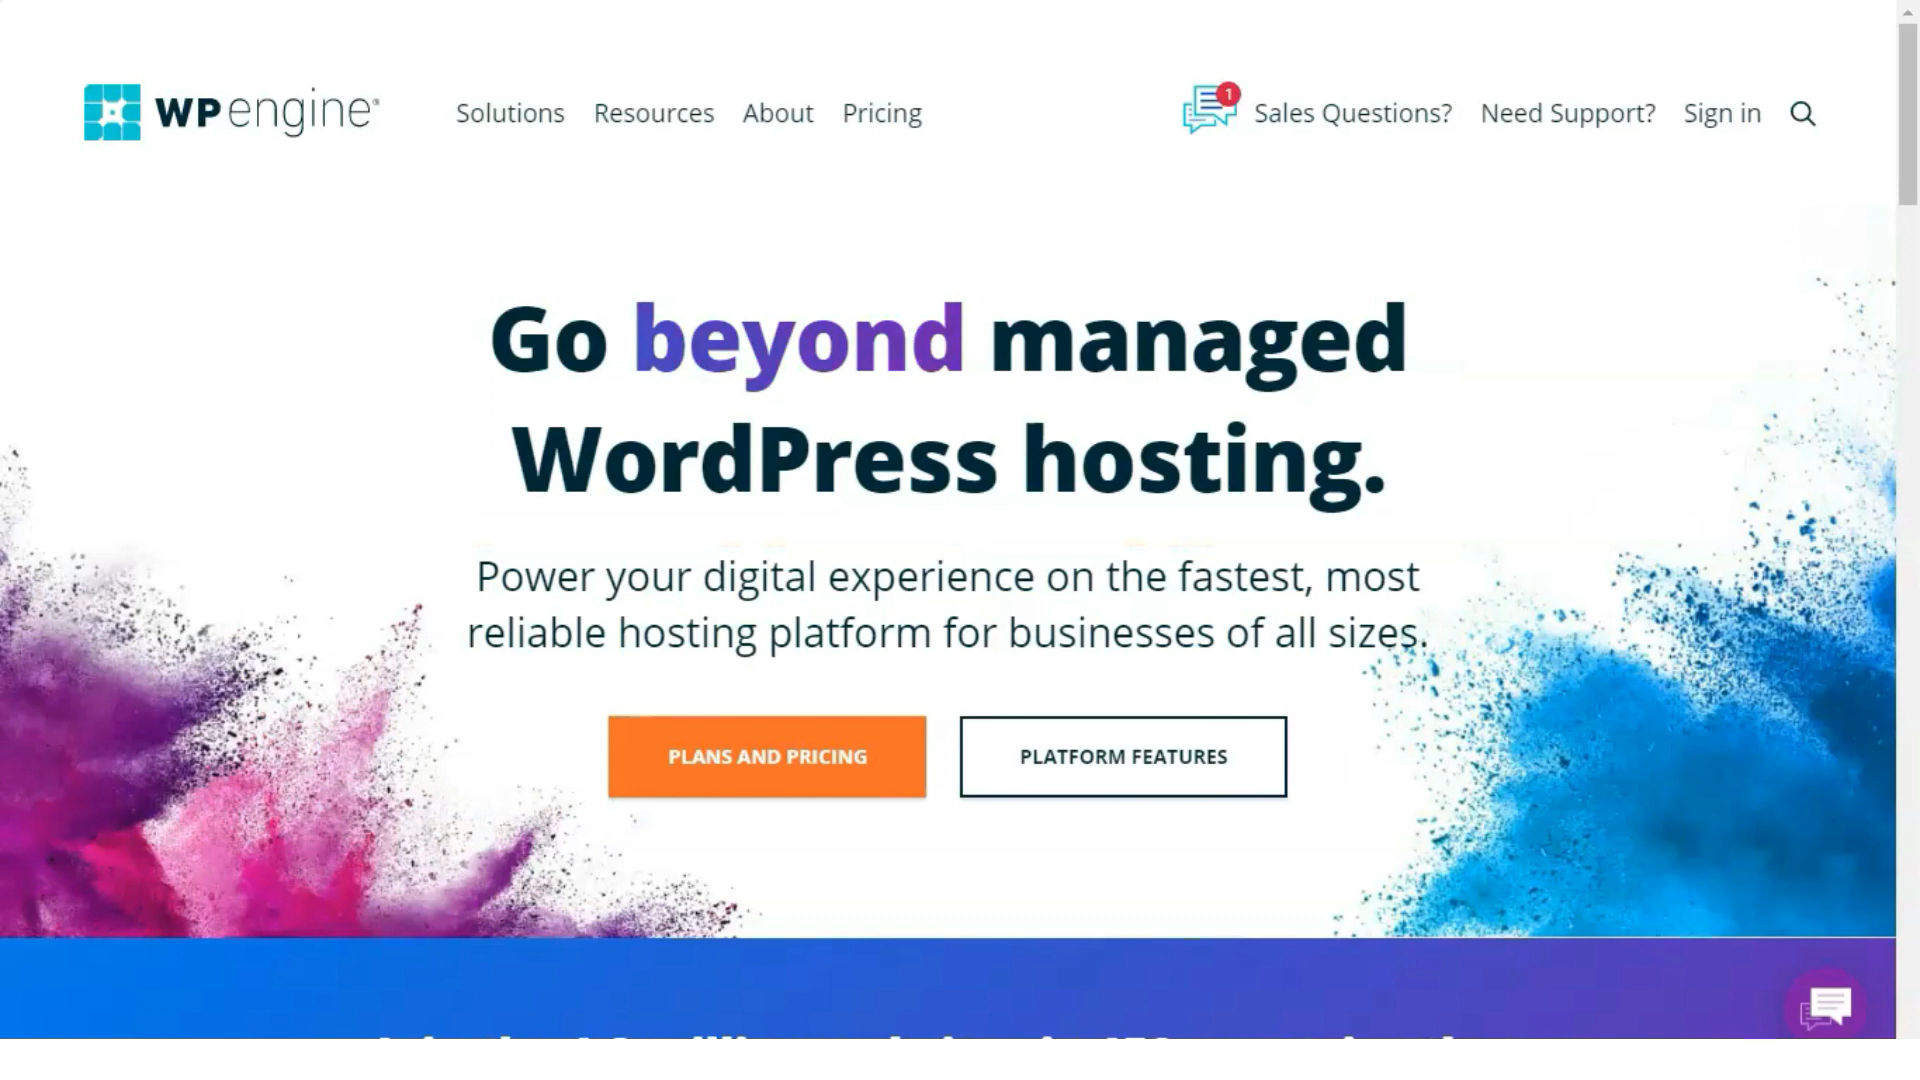 WP engine®
Solutions Resources About Pricing
1 Sales Questions? Need Support? Sign in
Go beyond managed
WordPress hosting.
Power your digital experience on the fastest, most
reliable hosting platform for businesses of all sizes.
PLANS AND PRICING
PLATFORM FEATURES